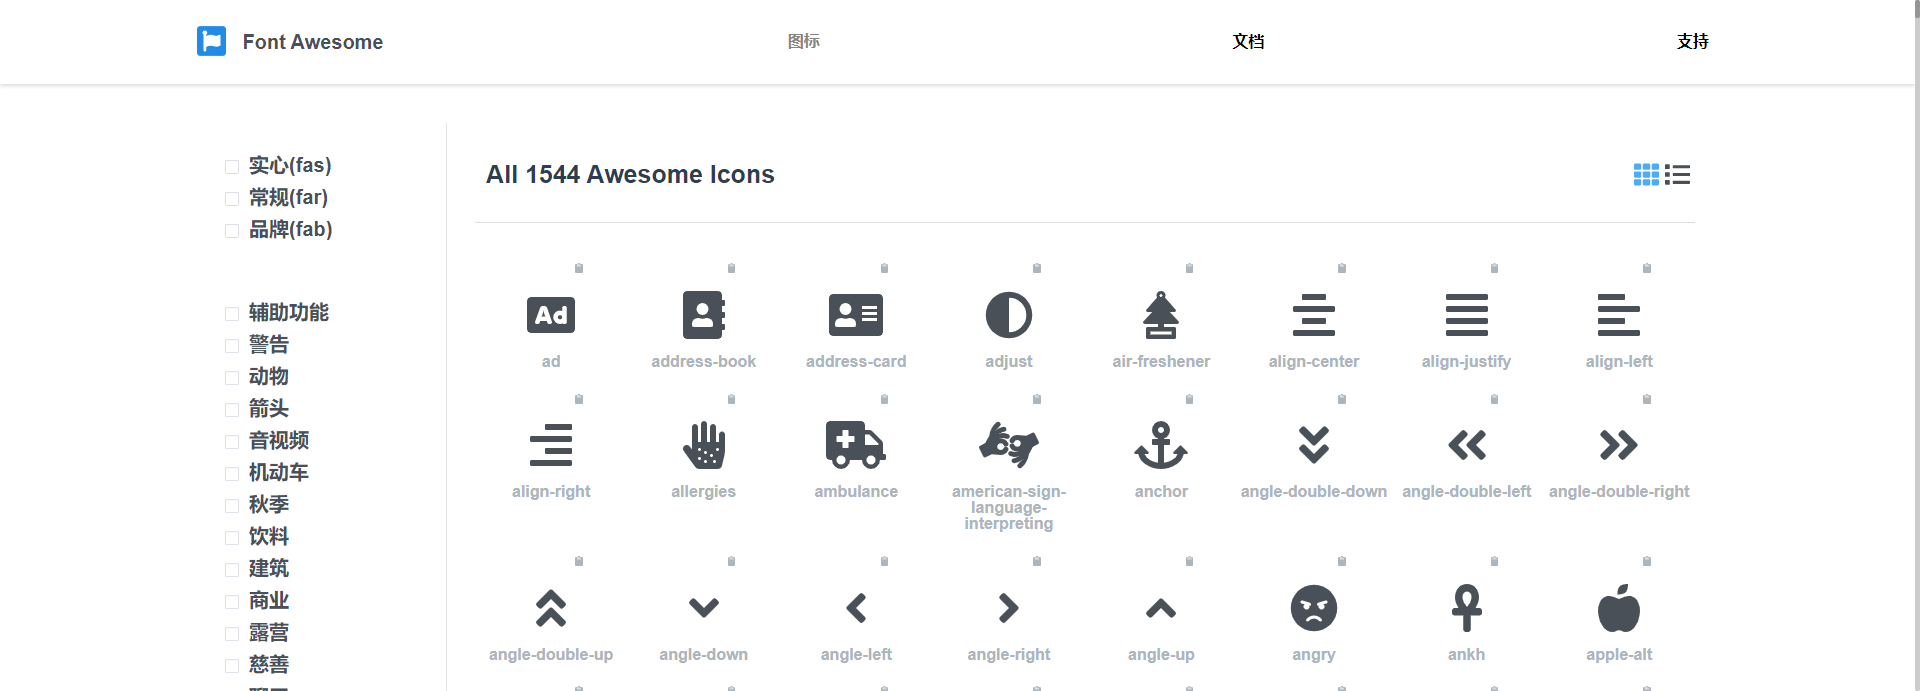 Font Awesome
图标
文档
支持
实心(fas)
常规(far)
品牌(fab)
辅助功能
警告
动物
箭头
音视频
机动车
秋季
饮料
建筑
商业
露营
慈善
All 1544 Awesome Icons
Ad
ad
address-book
address-card
adjust
air-freshener
align-center
align-justify
align-left
align-right
allergies
ambulance
american-sign-
language-
interpreting
anchor
angle-double-down
angle-double-left
angle-double-right
angle-double-up
angle-down
angle-left
angle-right
angle-up
angry
ankh
apple-alt